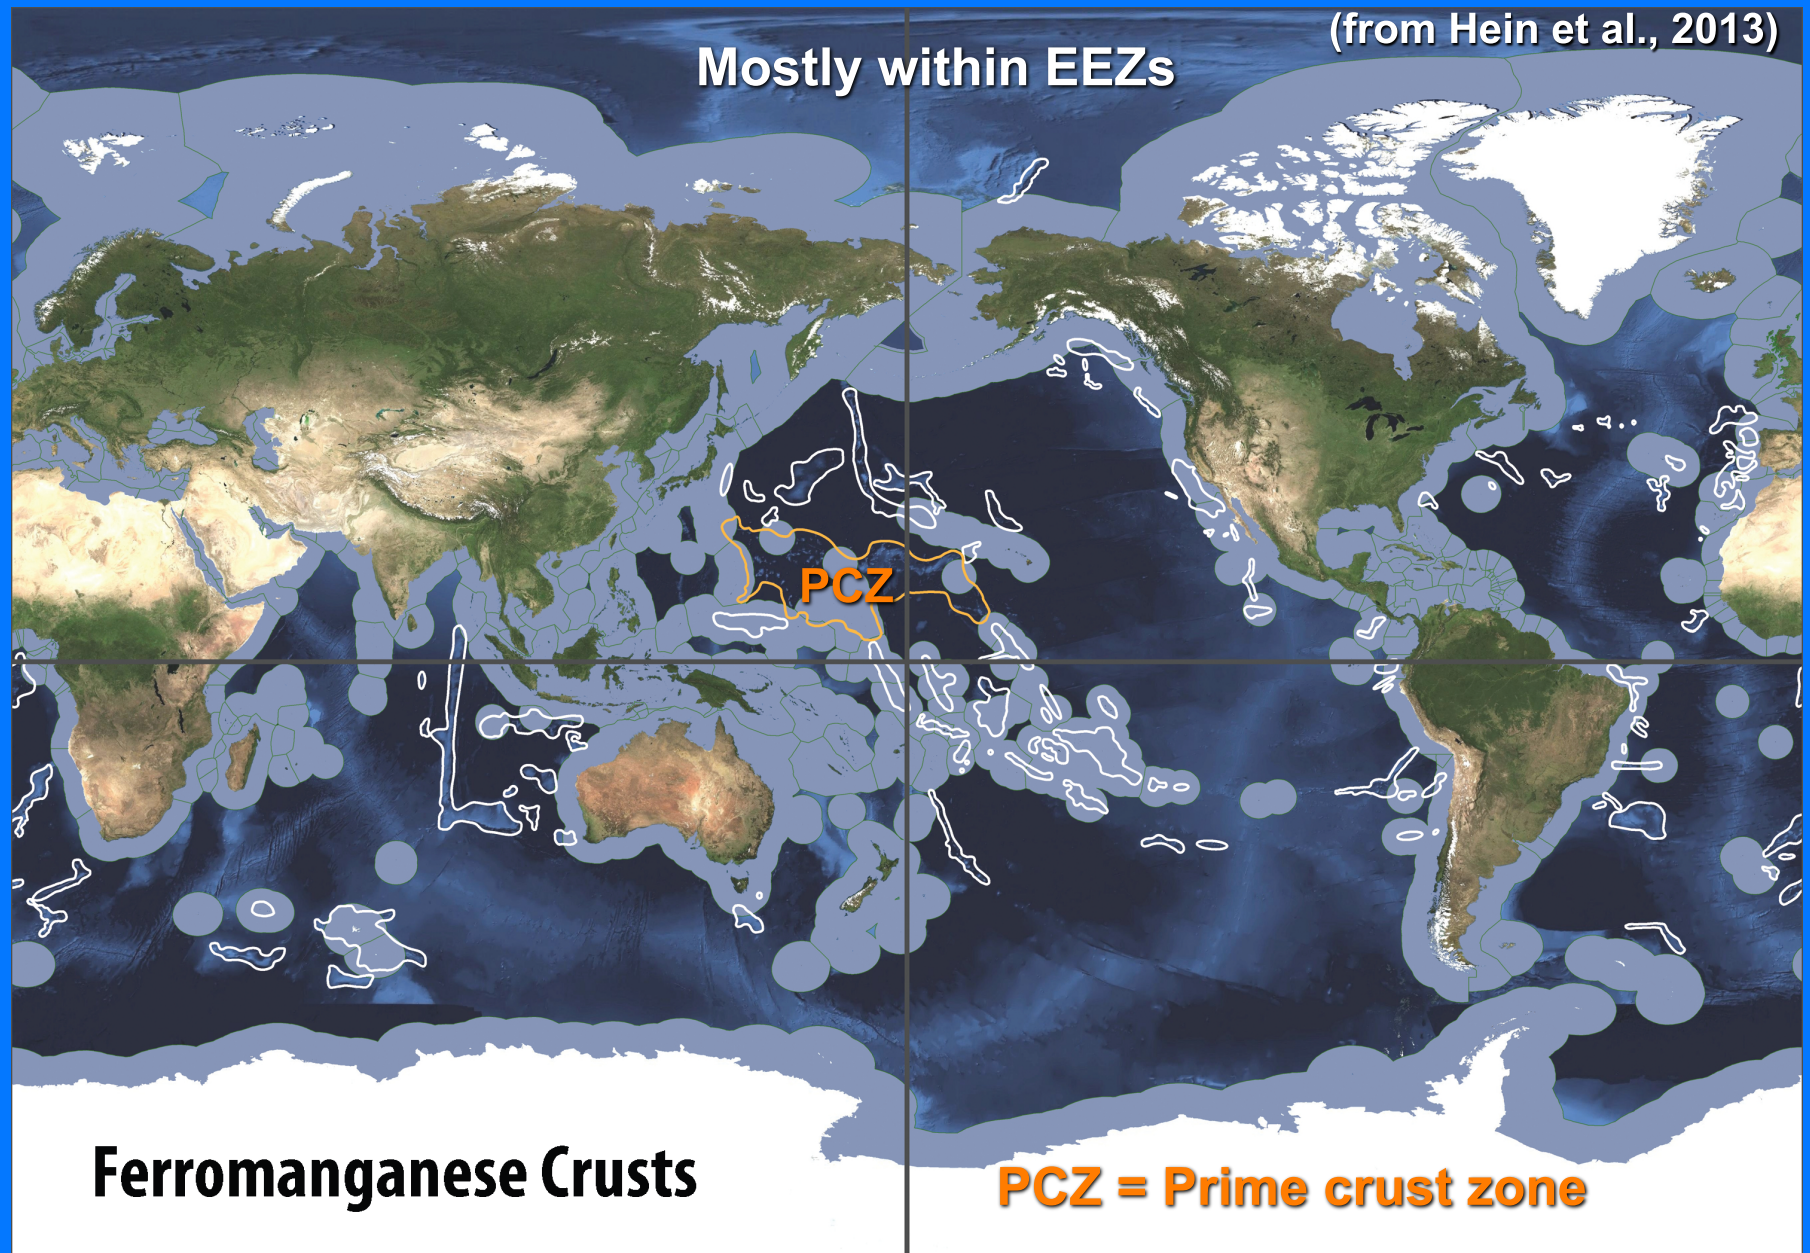 (from Hein et al., 2013)
Mostly within EEZs
PCZ
Ferromanganese Crusts
PCZ = Prime crust zone